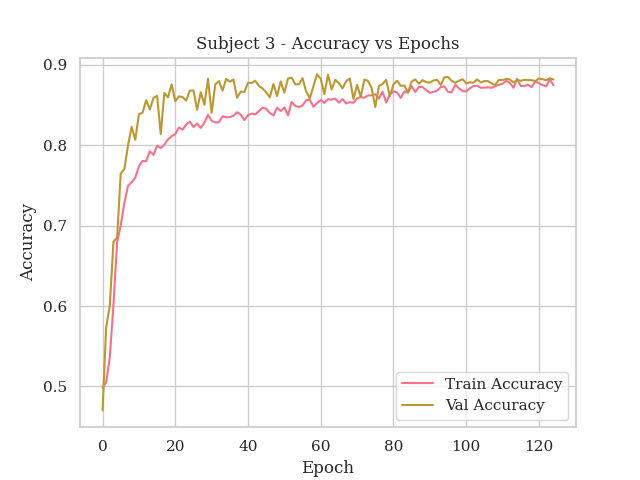 Subject 3 - Accuracy vs Epochs
0.9
0.8
0.7
0.6
0.5
Accuracy
Train Accuracy
Val Accuracy
0 20 40 60 80 100 120
Epoch